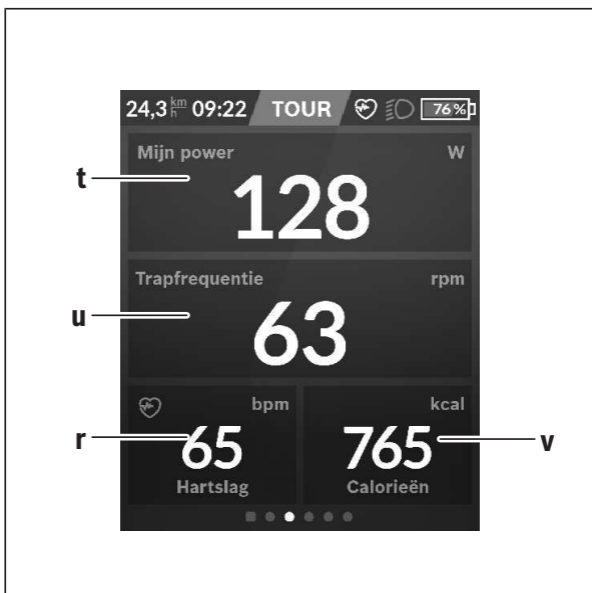 24,3 km/h 09:22 TOUR 76%
Mijn power W
t
128
Trapfrequentie rpm
u
63
bpm kcal
r 65 765 v
Hartslag Calorieën